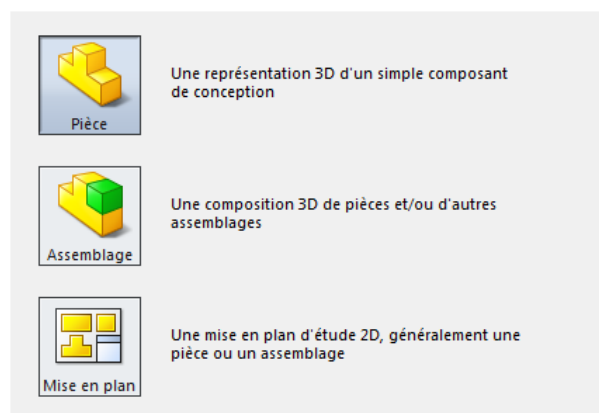 Pièce
Une représentation 3D d'un simple composant
de conception
Assemblage
Une composition 3D de pièces et/ou d'autres
assemblages
Mise en plan
Une mise en plan d'étude 2D, généralement une
pièce ou un assemblage